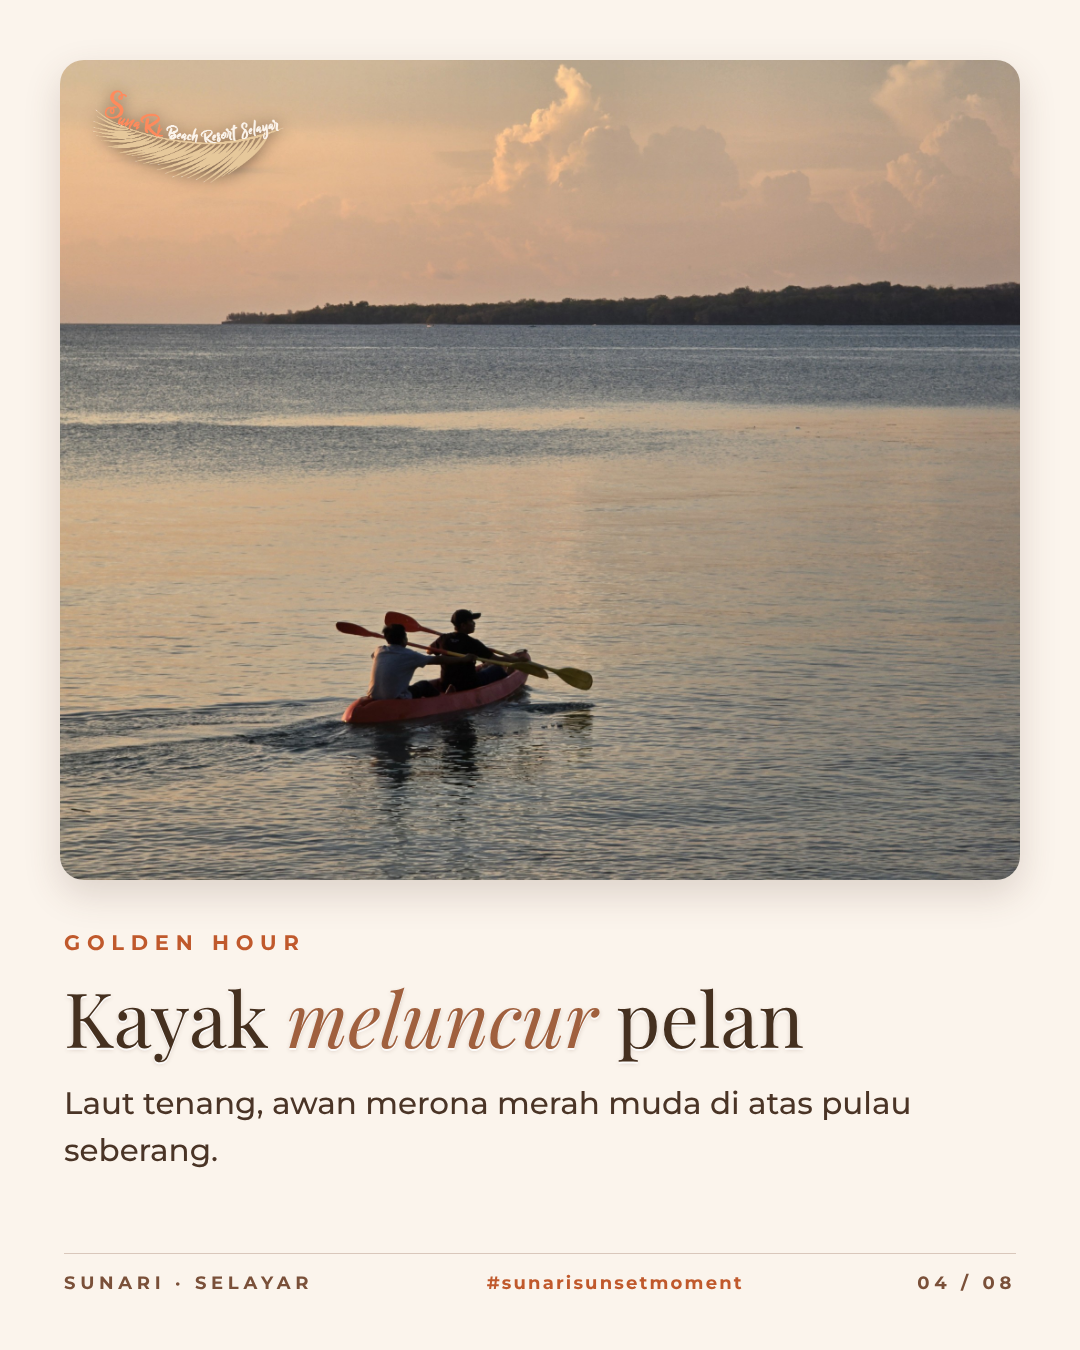 SunaRi Beach Resort Selayar
GOLDEN HOUR
Kayak meluncur pelan
Laut tenang, awan merona merah muda di atas pulau
seberang.
SUNARI · SELAYAR
#sunarisunsetmoment
04 / 08